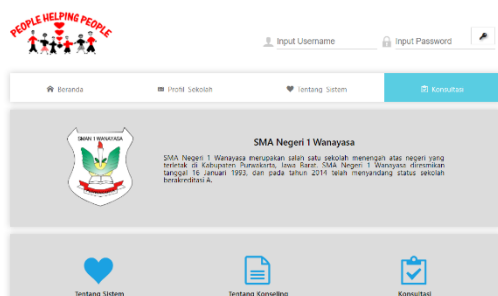 PEOPLE HELPING PEOPLE
Input Username
Input Password
Beranda
Profil Sekolah
Tentang Sistem
Konsultasi
SMAN 1 WANAYASA
SMA Negeri 1 Wanayasa
SMA Negeri 1 Wanayasa merupakan salah satu sekolah menengah atas negeri yang
terletak di Kabupaten Purwakarta, Jawa Barat. SMA Negeri 1 Wanayasa diresmikan
tanggal 16 Januari 1993, dan pada tahun 2014 telah menyandang status sekolah
berakreditasi A.
Tentang Sistem
Tentang Konseling
Konsultasi